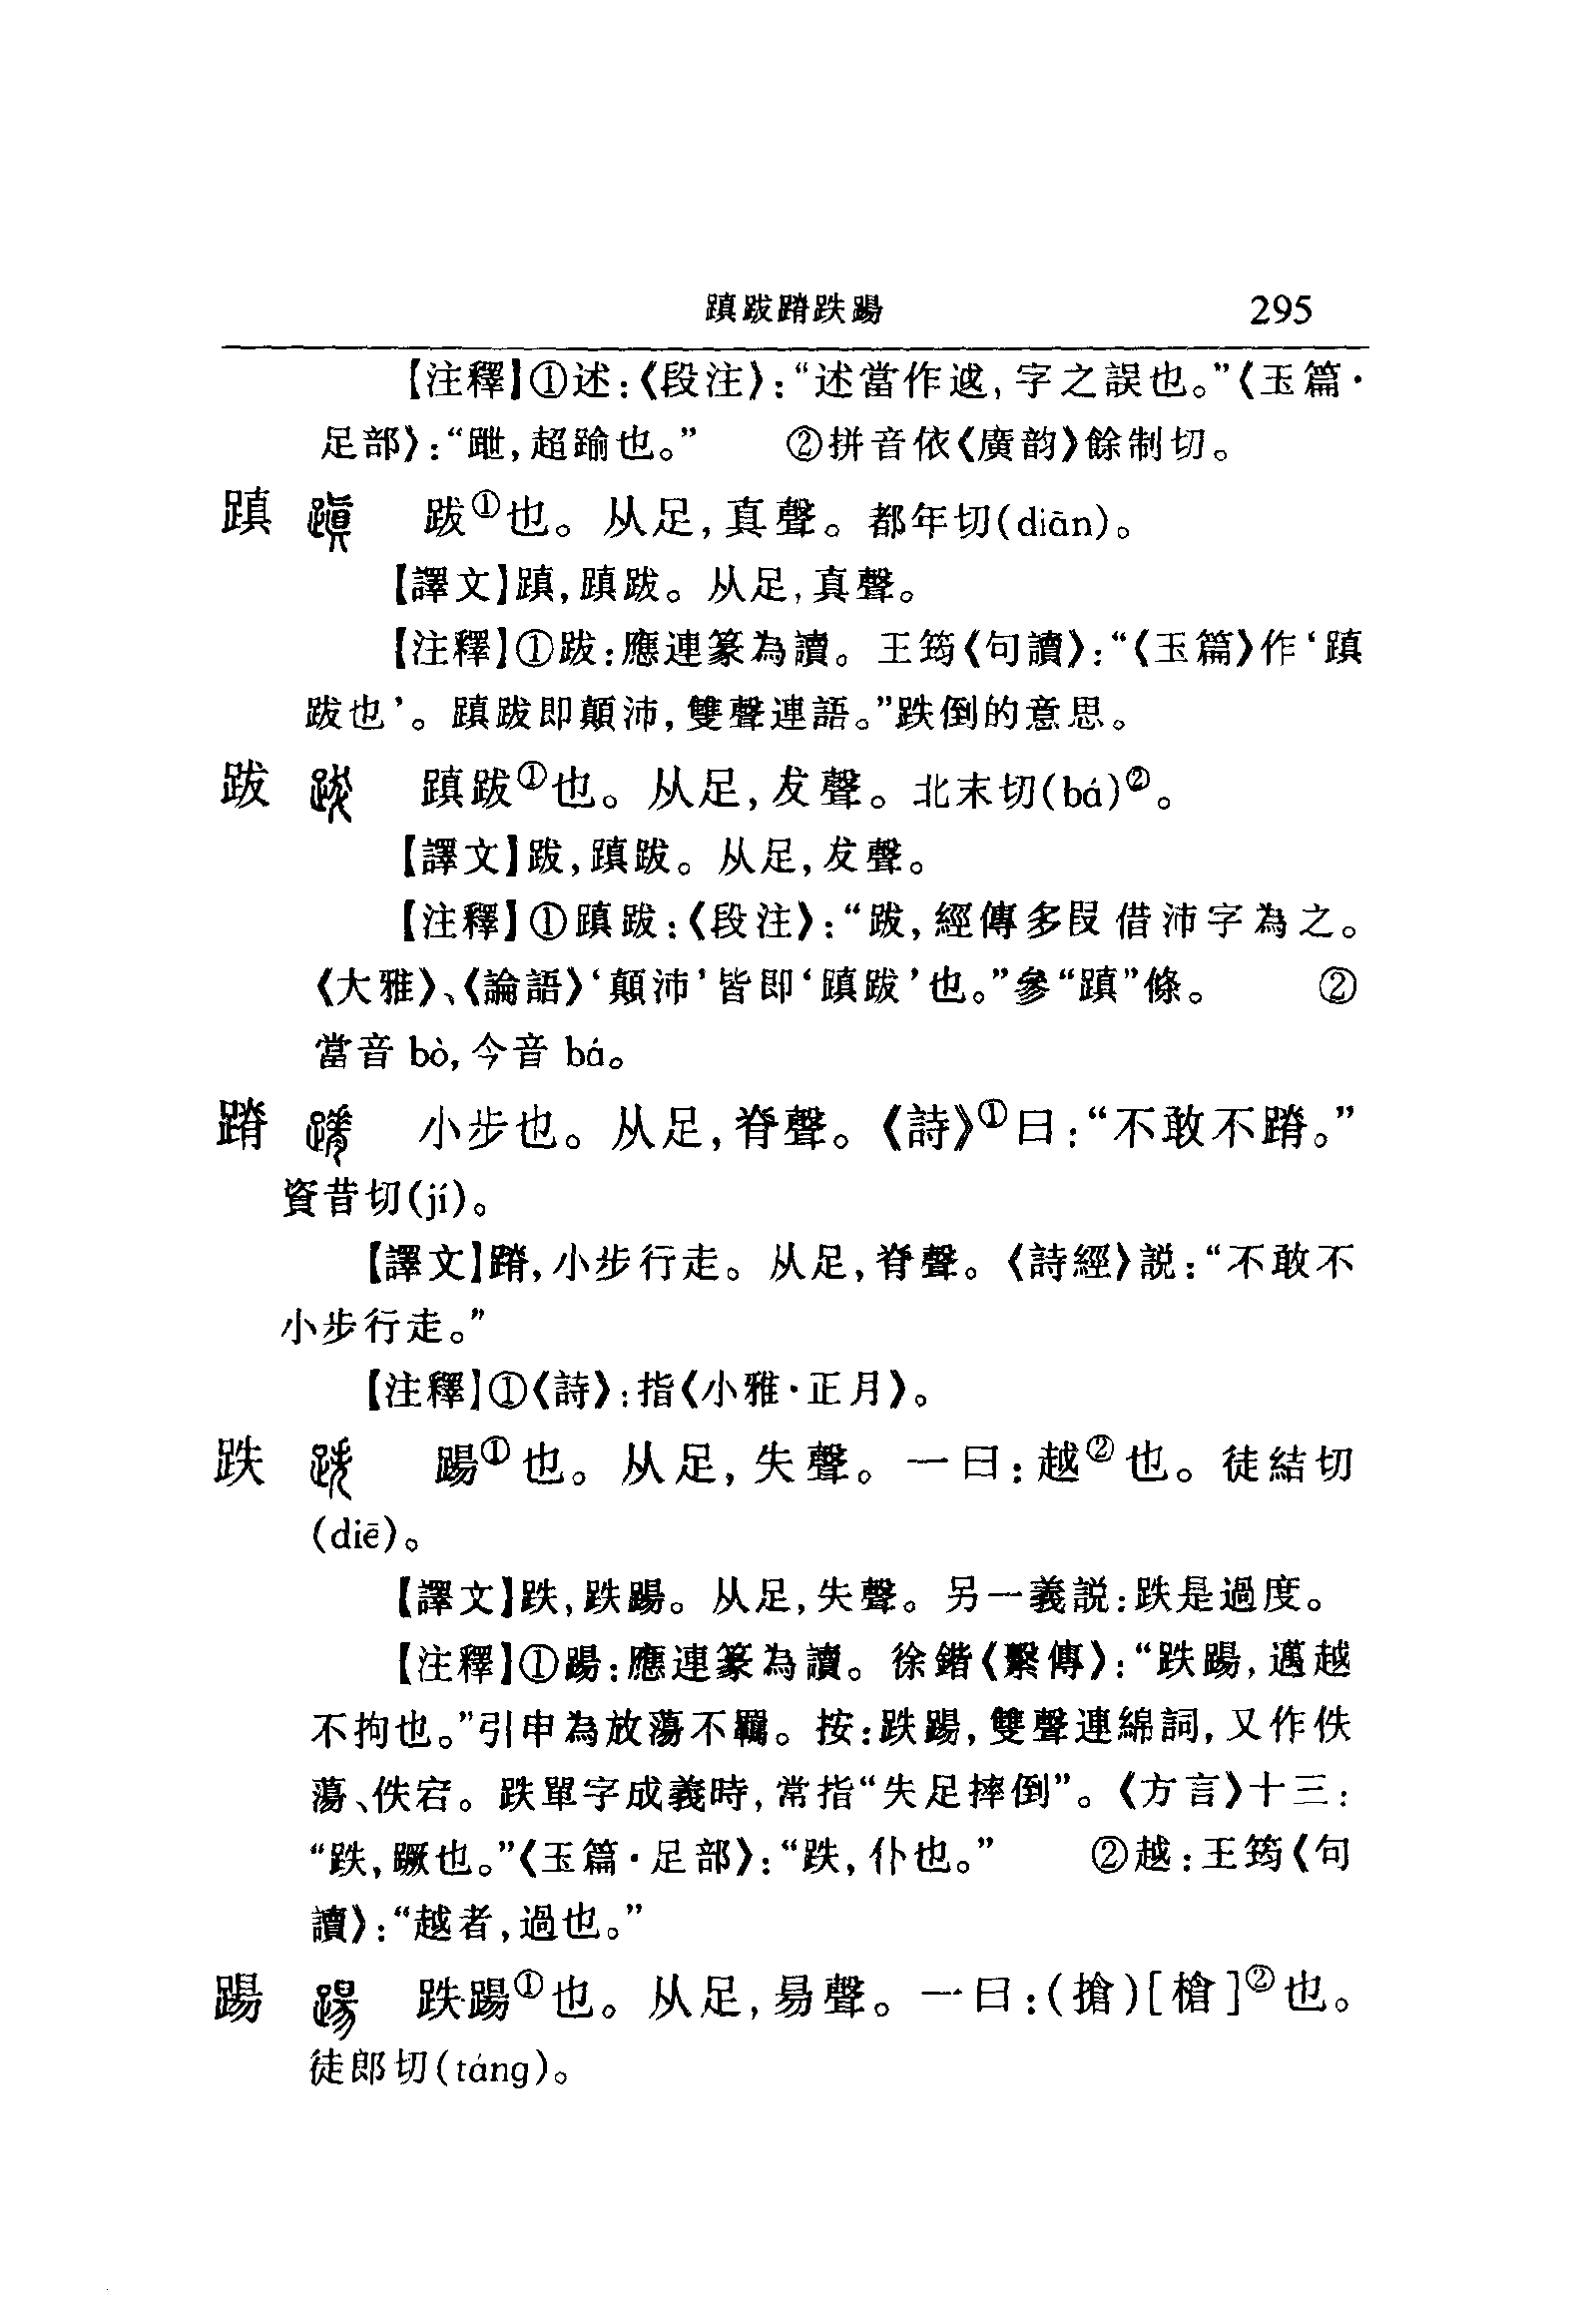 蹎跋蹐跌踼 295
【注釋】①述:《段注》:“述當作𨒋,字之誤也。”《玉篇·
足部》:“跇,超踰也。” ②拼音依《廣韵》餘制切。
蹎 跋①也。从足,真聲。都年切(diān)。
【譯文】蹎,蹎跋。从足,真聲。
【注釋】①跋:應連篆為讀。王筠《句讀》:“《玉篇》作‘蹎
跋也’。蹎跋即顛沛,雙聲連語。”跌倒的意思。
跋 蹎跋①也。从足,犮聲。北末切(bá)②。
【譯文】跋,蹎跋。从足,犮聲。
【注釋】①蹎跋:《段注》:“跋,經傳多叚借沛字為之。
《大雅》、《論語》‘顛沛’皆即‘蹎跋’也。”參“蹎”條。 ②
當音 bò,今音 bá。
蹐 小步也。从足,脊聲。《詩》①曰:“不敢不蹐。”
資昔切(jí)。
【譯文】蹐,小步行走。从足,脊聲。《詩經》説:“不敢不
小步行走。”
【注釋】①《詩》:指《小雅·正月》。
跌 踼①也。从足,失聲。一曰:越②也。徒結切
(diē)。
【譯文】跌,跌踼。从足,失聲。另一義説:跌是過度。
【注釋】①踼:應連篆為讀。徐鍇《繫傳》:“跌踼,邁越
不拘也。”引申為放蕩不羈。按:跌踼,雙聲連綿詞,又作佚
蕩、佚宕。跌單字成義時,常指“失足摔倒”。《方言》十三:
“跌,蹶也。”《玉篇·足部》:“跌,仆也。” ②越:王筠《句
讀》:“越者,過也。”
踼 跌踼①也。从足,昜聲。一曰:(搶)[槍]②也。
徒郎切(táng)。